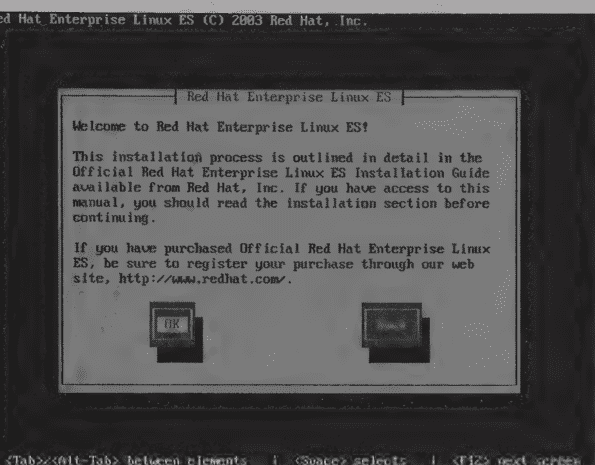 ed Hat Enterprise Linux ES (C) 2003 Red Hat, Inc.
Red Hat Enterprise Linux ES
Welcome to Red Hat Enterprise Linux ES!
This installation process is outlined in detail in the
Official Red Hat Enterprise Linux ES Installation Guide
available from Red Hat, Inc. If you have access to this
manual, you should read the installation section before
continuing.
If you have purchased Official Red Hat Enterprise Linux
ES, be sure to register your purchase through our web
site, http://www.redhat.com/.
OK
<Tab>/<Alt-Tab> between elements | <Space> selects | <F12> next screen